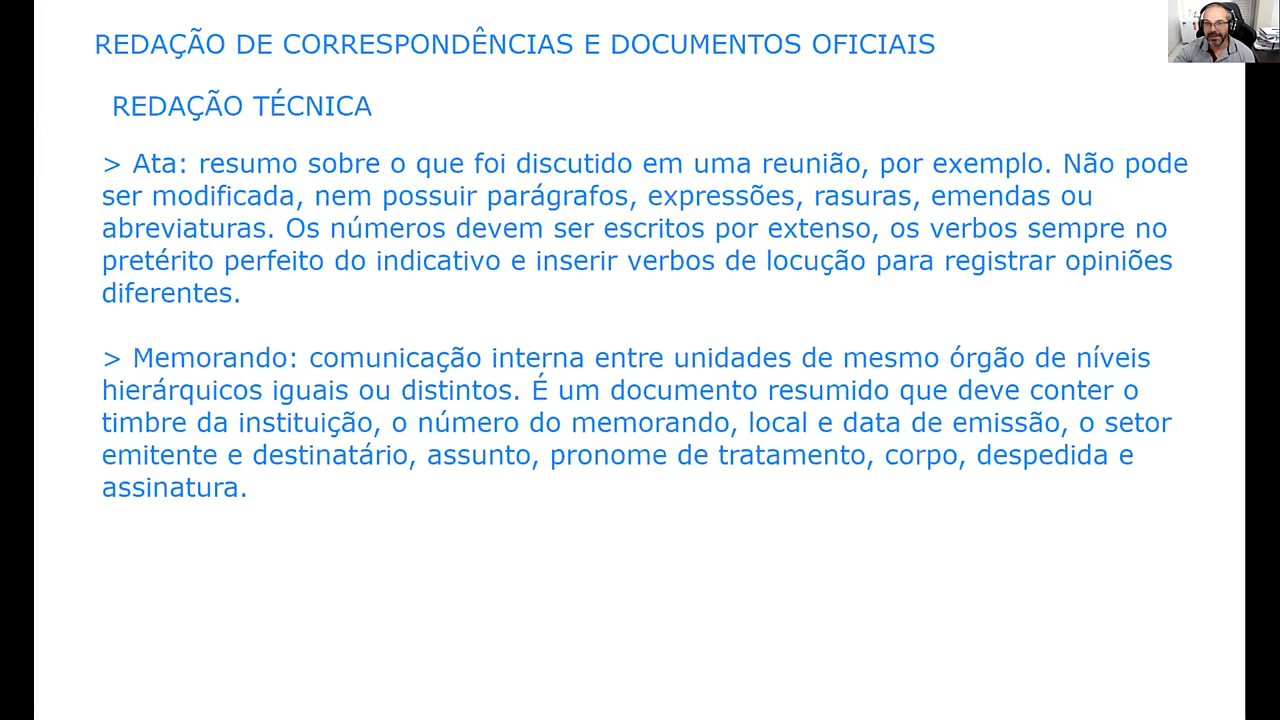 REDAÇÃO DE CORRESPONDÊNCIAS E DOCUMENTOS OFICIAIS
REDAÇÃO TÉCNICA
> Ata: resumo sobre o que foi discutido em uma reunião, por exemplo. Não pode
ser modificada, nem possuir parágrafos, expressões, rasuras, emendas ou
abreviaturas. Os números devem ser escritos por extenso, os verbos sempre no
pretérito perfeito do indicativo e inserir verbos de locução para registrar opiniões
diferentes.
> Memorando: comunicação interna entre unidades de mesmo órgão de níveis
hierárquicos iguais ou distintos. É um documento resumido que deve conter o
timbre da instituição, o número do memorando, local e data de emissão, o setor
emitente e destinatário, assunto, pronome de tratamento, corpo, despedida e
assinatura.